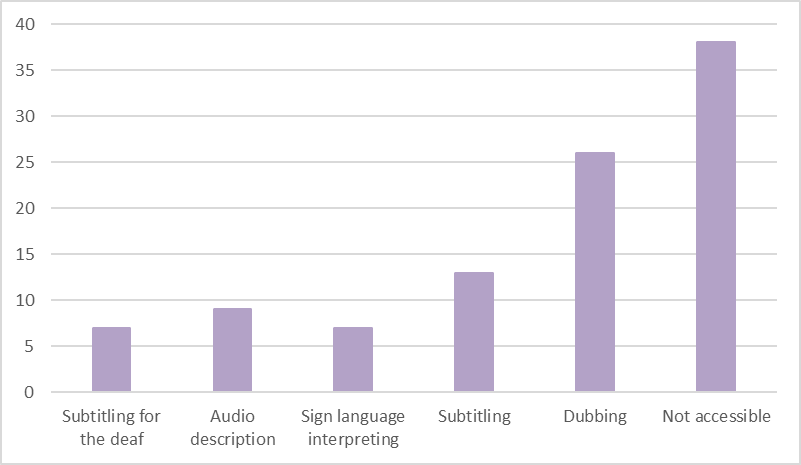 40
35
30
25
20
15
10
5
0
Subtitling for the deaf
Audio description
Sign language interpreting
Subtitling
Dubbing
Not accessible